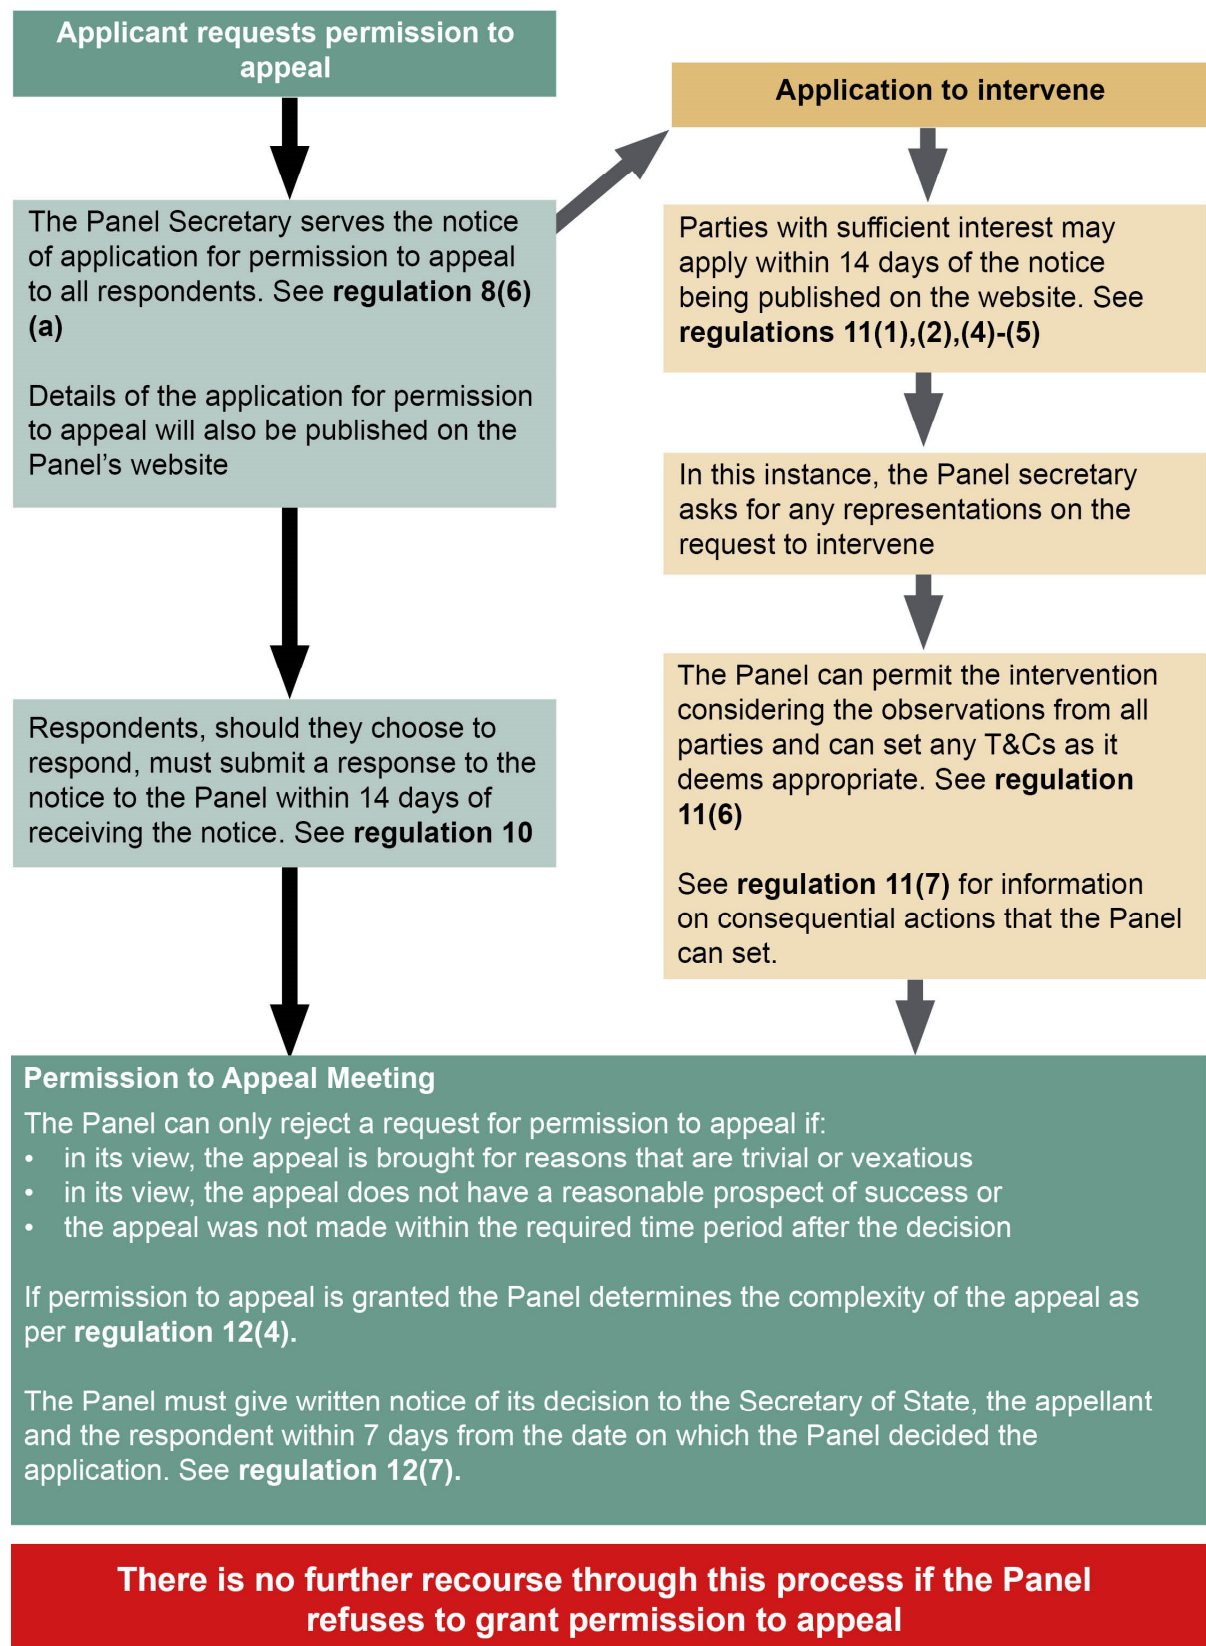 Applicant requests permission to
appeal
The Panel Secretary serves the notice
of application for permission to appeal
to all respondents. See regulation 8(6)
(a)
Details of the application for permission
to appeal will also be published on the
Panel’s website
Respondents, should they choose to
respond, must submit a response to the
notice to the Panel within 14 days of
receiving the notice. See regulation 10
Application to intervene
Parties with sufficient interest may
apply within 14 days of the notice
being published on the website. See
regulations 11(1),(2),(4)-(5)
In this instance, the Panel secretary
asks for any representations on the
request to intervene
The Panel can permit the intervention
considering the observations from all
parties and can set any T&Cs as it
deems appropriate. See regulation
11(6)
See regulation 11(7) for information
on consequential actions that the Panel
can set.
Permission to Appeal Meeting
The Panel can only reject a request for permission to appeal if:
• in its view, the appeal is brought for reasons that are trivial or vexatious
• in its view, the appeal does not have a reasonable prospect of success or
• the appeal was not made within the required time period after the decision
If permission to appeal is granted the Panel determines the complexity of the appeal as
per regulation 12(4).
The Panel must give written notice of its decision to the Secretary of State, the appellant
and the respondent within 7 days from the date on which the Panel decided the
application. See regulation 12(7).
There is no further recourse through this process if the Panel
refuses to grant permission to appeal